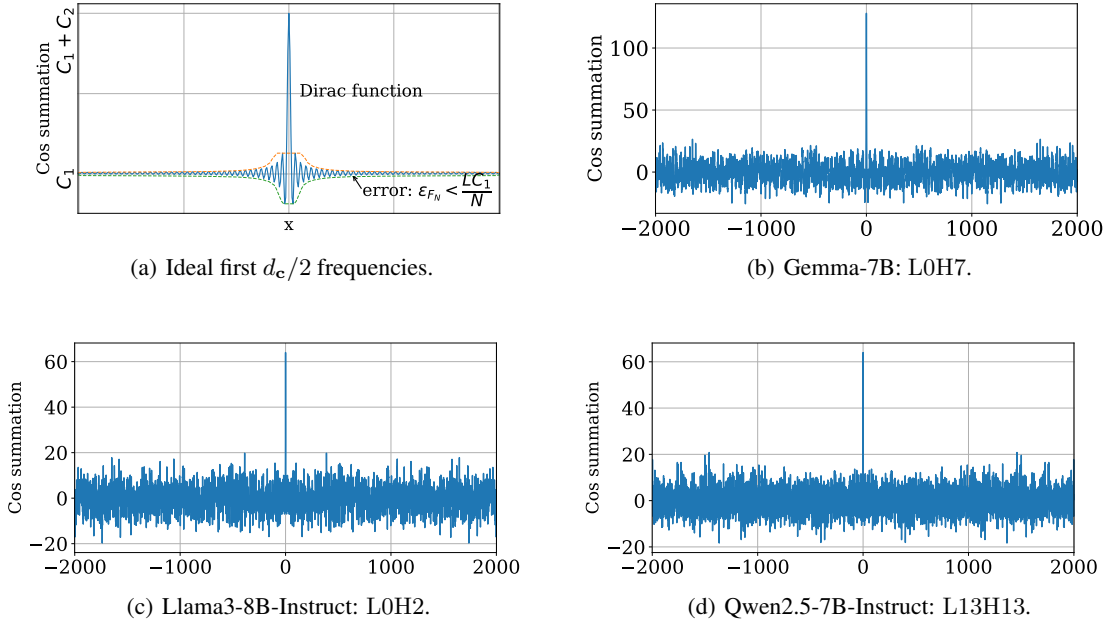 Cos summation
C₁ + C₂
C₁
Dirac function
error: ε_{F_N} < LC₁/N
x
(a) Ideal first d_c/2 frequencies.
Cos summation
100
50
0
−2000 −1000 0 1000 2000
(b) Gemma-7B: L0H7.
Cos summation
60
40
20
0
−20
−2000 −1000 0 1000 2000
(c) Llama3-8B-Instruct: L0H2.
Cos summation
60
40
20
0
−20
−2000 −1000 0 1000 2000
(d) Qwen2.5-7B-Instruct: L13H13.